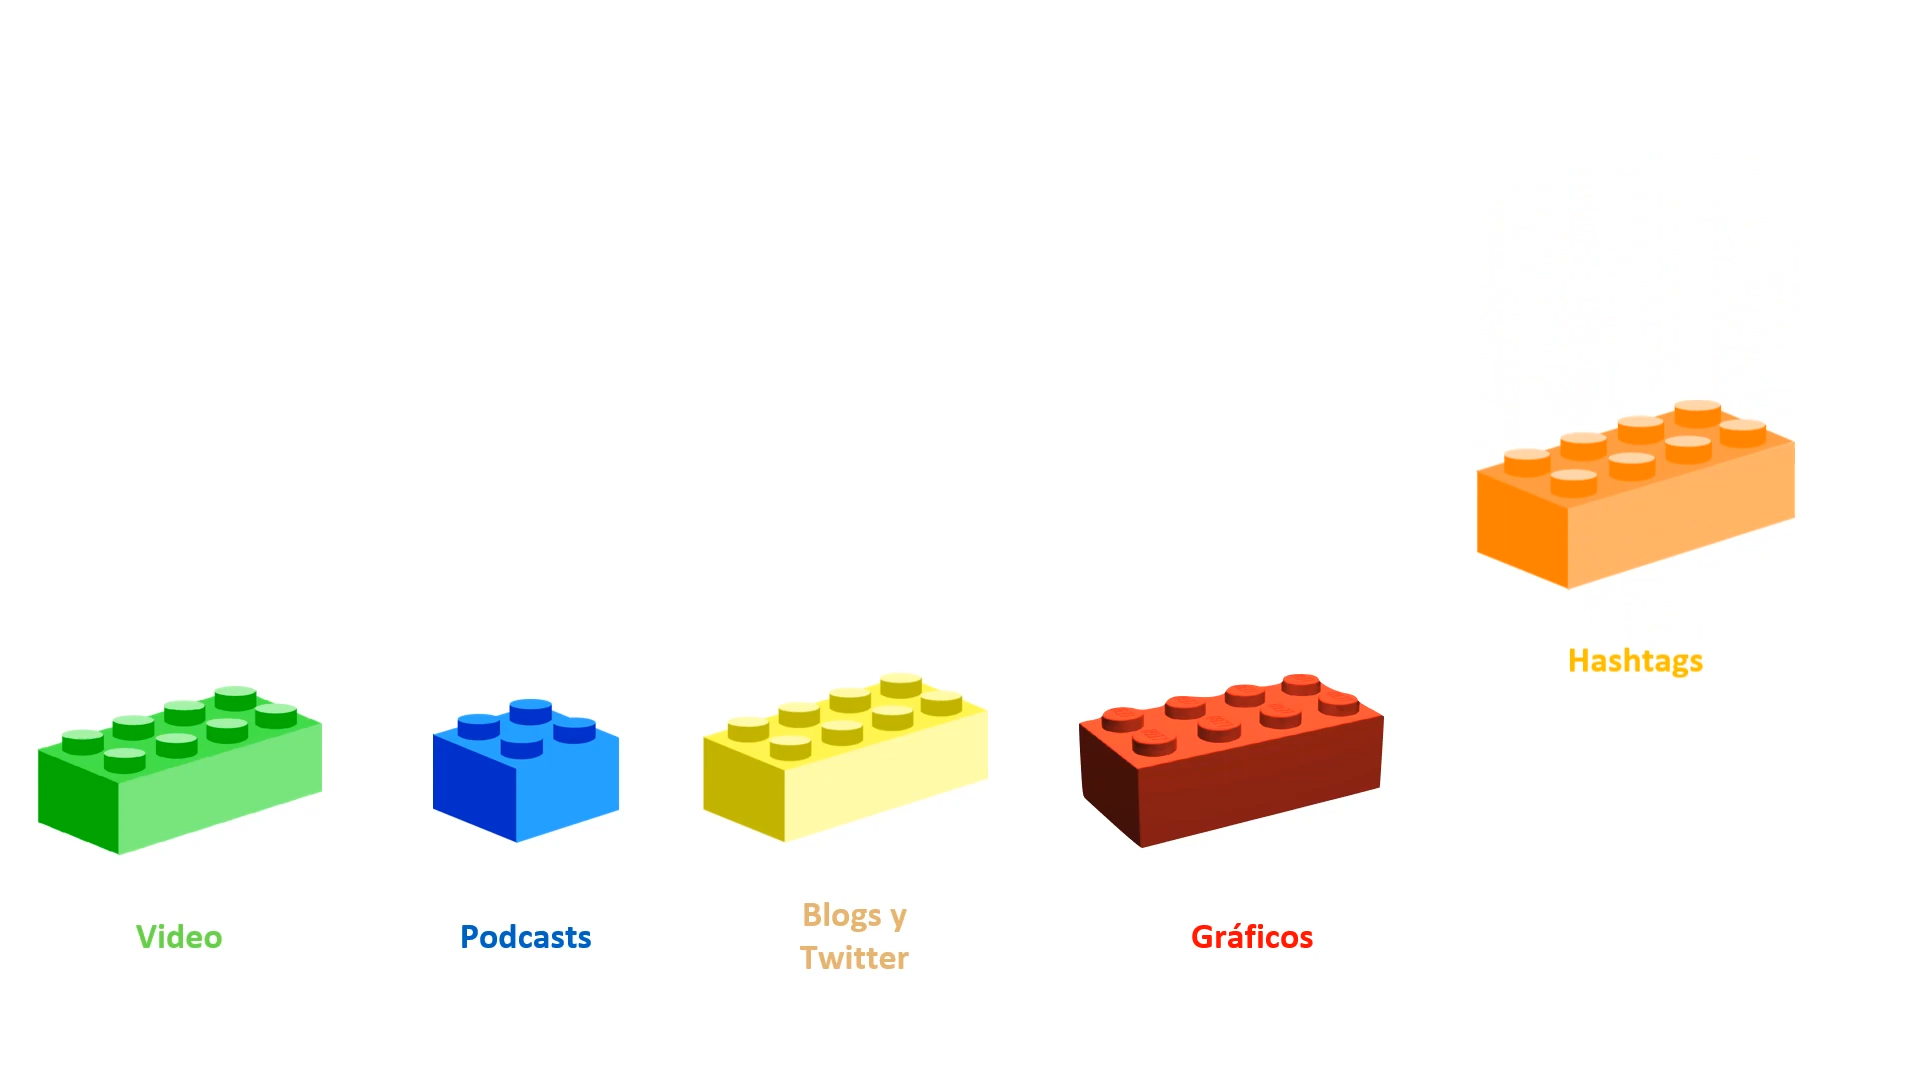 Hashtags
Video
Podcasts
Blogs y
Twitter
Gráficos